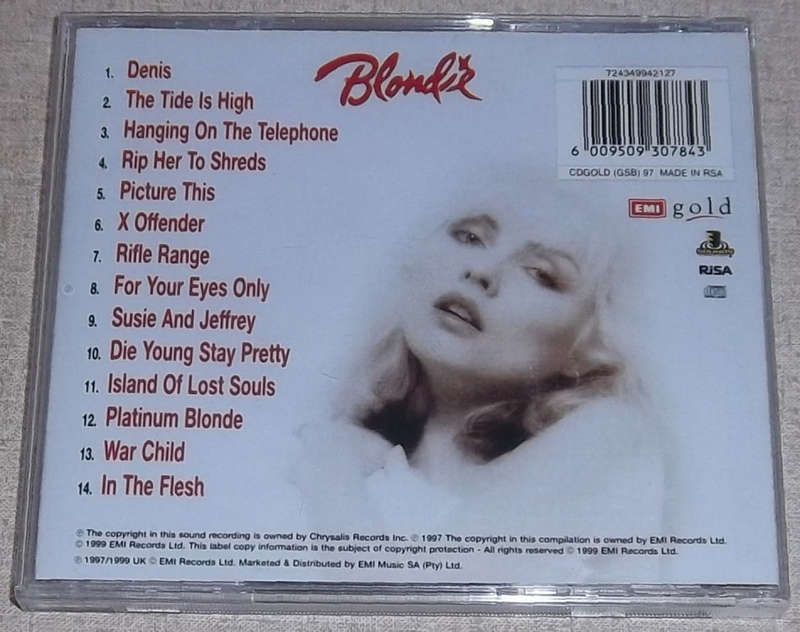 Blondie
1. Denis
2. The Tide Is High
3. Hanging On The Telephone
4. Rip Her To Shreds
5. Picture This
6. X Offender
7. Rifle Range
8. For Your Eyes Only
9. Susie And Jeffrey
10. Die Young Stay Pretty
11. Island Of Lost Souls
12. Platinum Blonde
13. War Child
14. In The Flesh
724349942127
6 009509 307843
CDGOLD (GSB) 97 MADE IN RSA
EMI gold
RiSA
℗ The copyright in this sound recording is owned by Chrysalis Records Inc. ℗ 1997 The copyright in this compilation is owned by EMI Records Ltd.
© 1999 EMI Records Ltd. This label copy information is the subject of copyright protection - All rights reserved © 1999 EMI Records Ltd.
℗ 1997/1999 UK © EMI Records Ltd. Marketed & Distributed by EMI Music SA (Pty) Ltd.